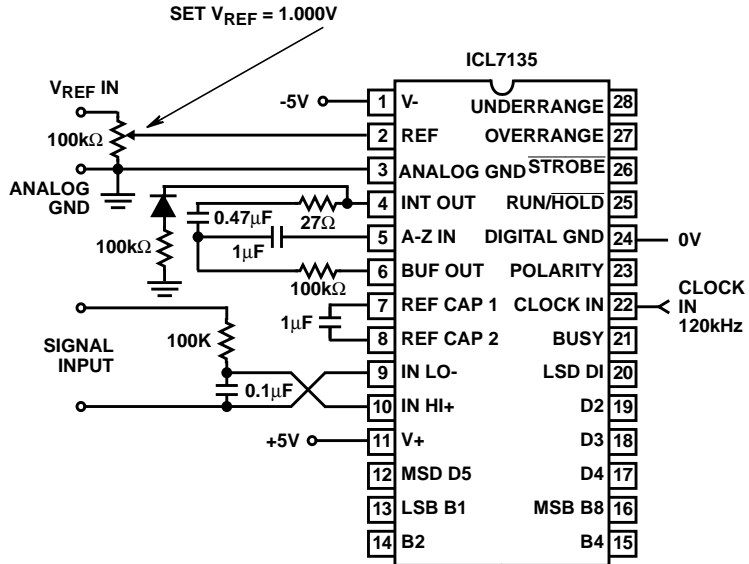 SET VREF = 1.000V
ICL7135
VREF IN
100kΩ
ANALOG
GND
-5V
100kΩ
0.47µF
27Ω
1µF
100kΩ
1µF
SIGNAL
INPUT
100K
0.1µF
+5V
1 V-
2 REF
3 ANALOG GND
4 INT OUT
5 A-Z IN
6 BUF OUT
7 REF CAP 1
8 REF CAP 2
9 IN LO-
10 IN HI+
11 V+
12 MSD D5
13 LSB B1
14 B2
UNDERRANGE 28
OVERRANGE 27
STROBE 26
RUN/HOLD 25
DIGITAL GND 24
POLARITY 23
CLOCK IN 22
BUSY 21
LSD DI 20
D2 19
D3 18
D4 17
MSB B8 16
B4 15
0V
CLOCK
IN
120kHz